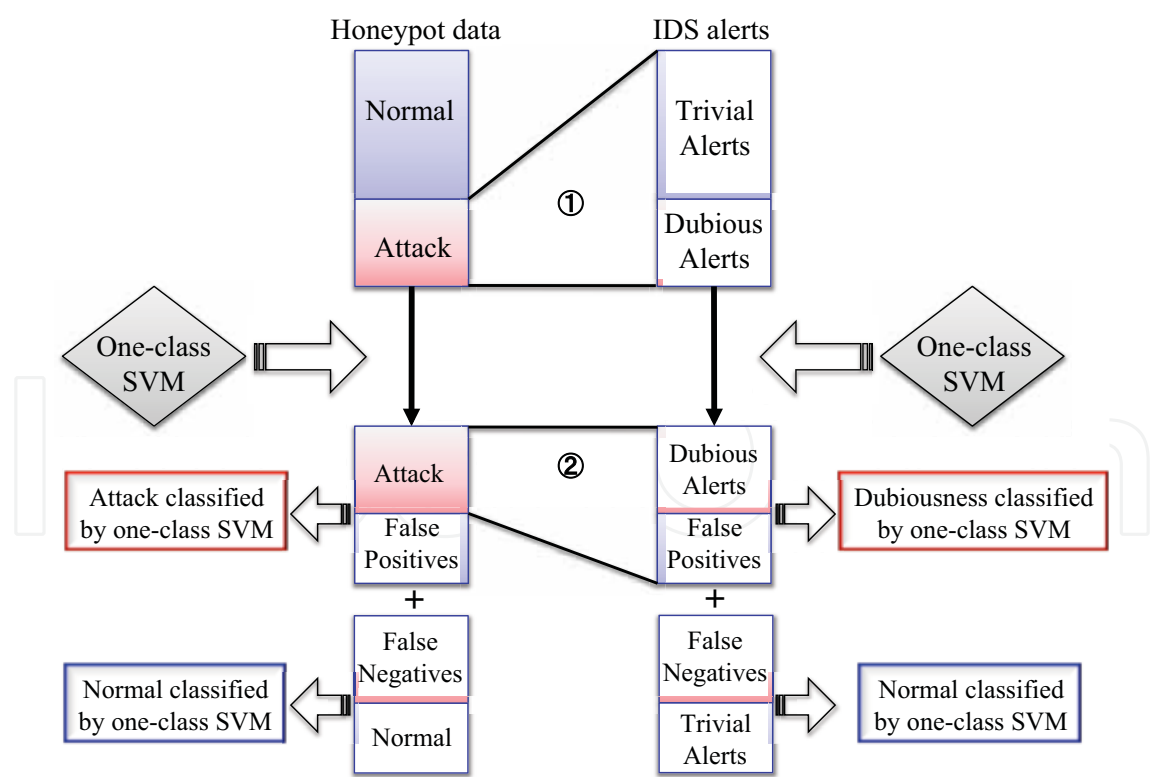 Honeypot data
IDS alerts
Normal
Trivial
Alerts
①
Attack
Dubious
Alerts
One-class
SVM
One-class
SVM
Attack
②
Dubious
Alerts
Attack classified
by one-class SVM
False
Positives
False
Positives
Dubiousness classified
by one-class SVM
+
+
False
Negatives
False
Negatives
Normal classified
by one-class SVM
Normal
Trivial
Alerts
Normal classified
by one-class SVM